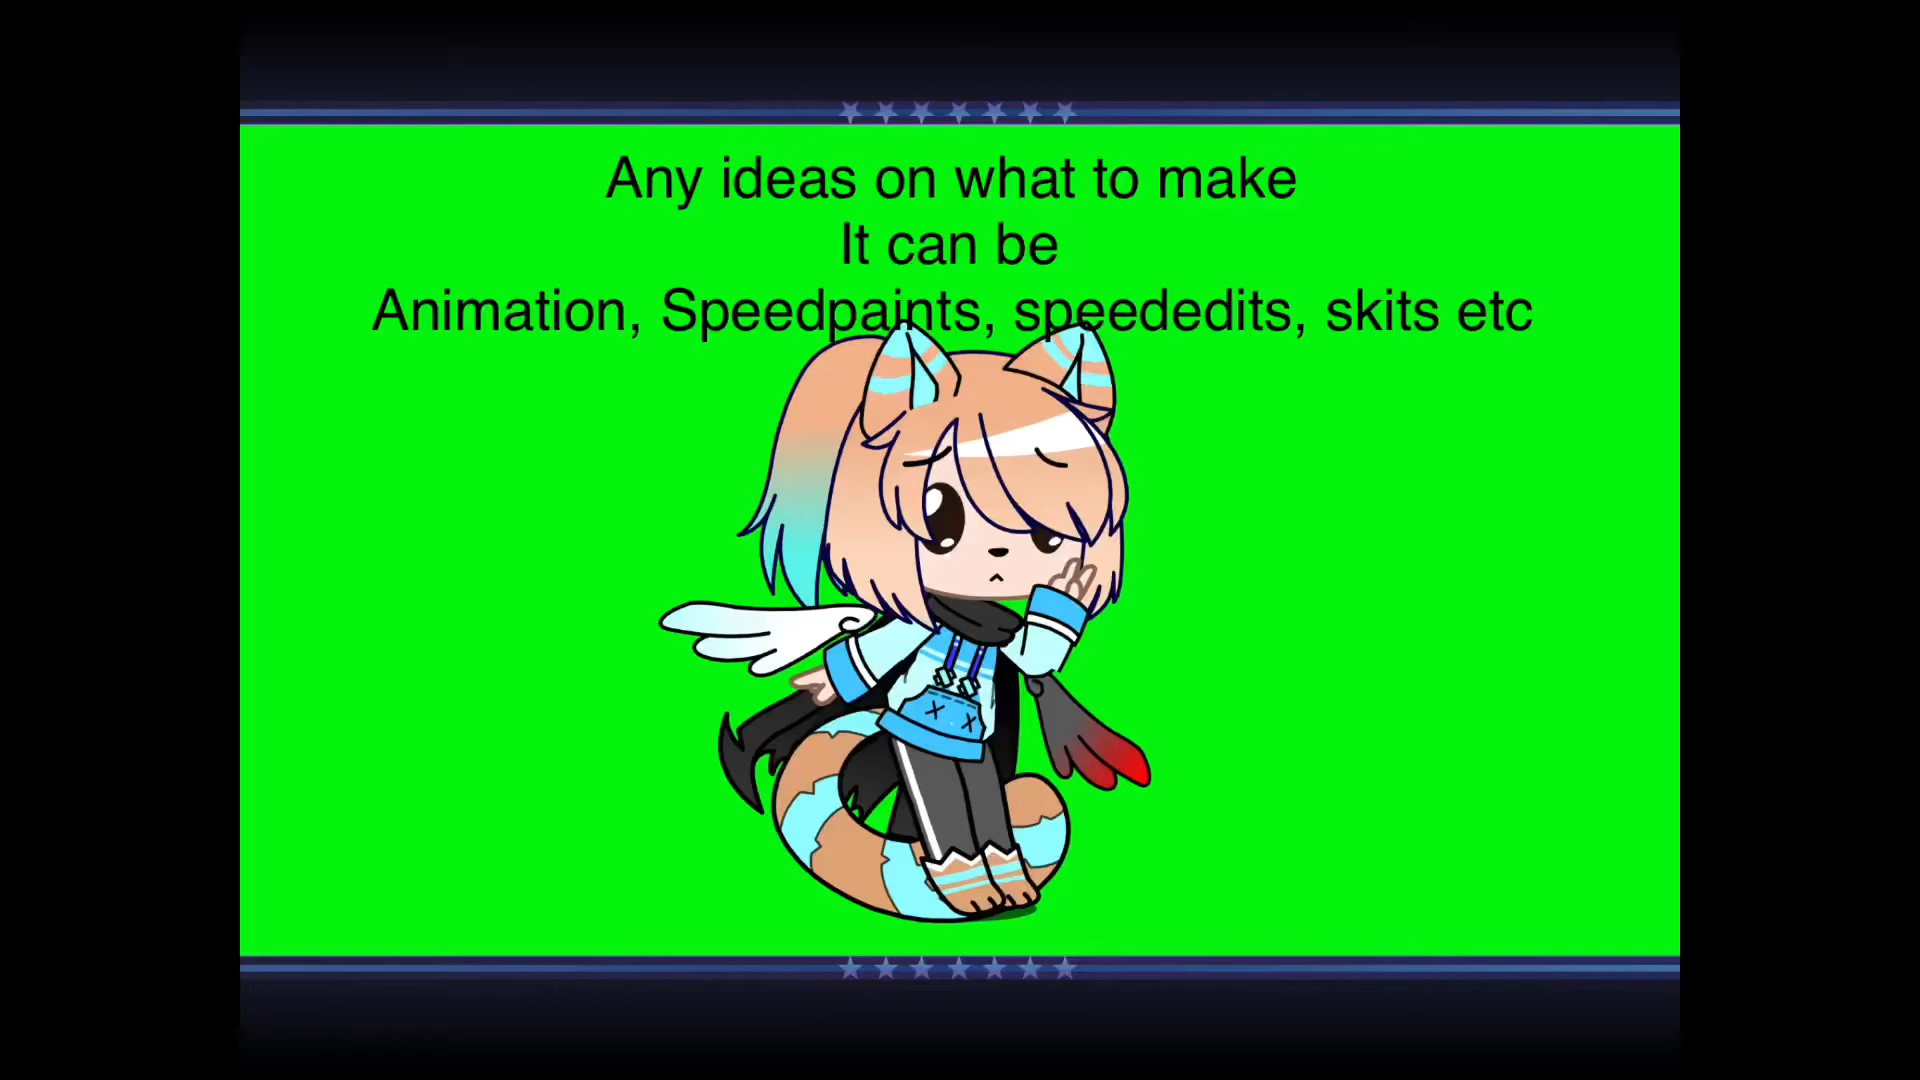 Any ideas on what to make
It can be
Animation, Speedpaints, speededits, skits etc